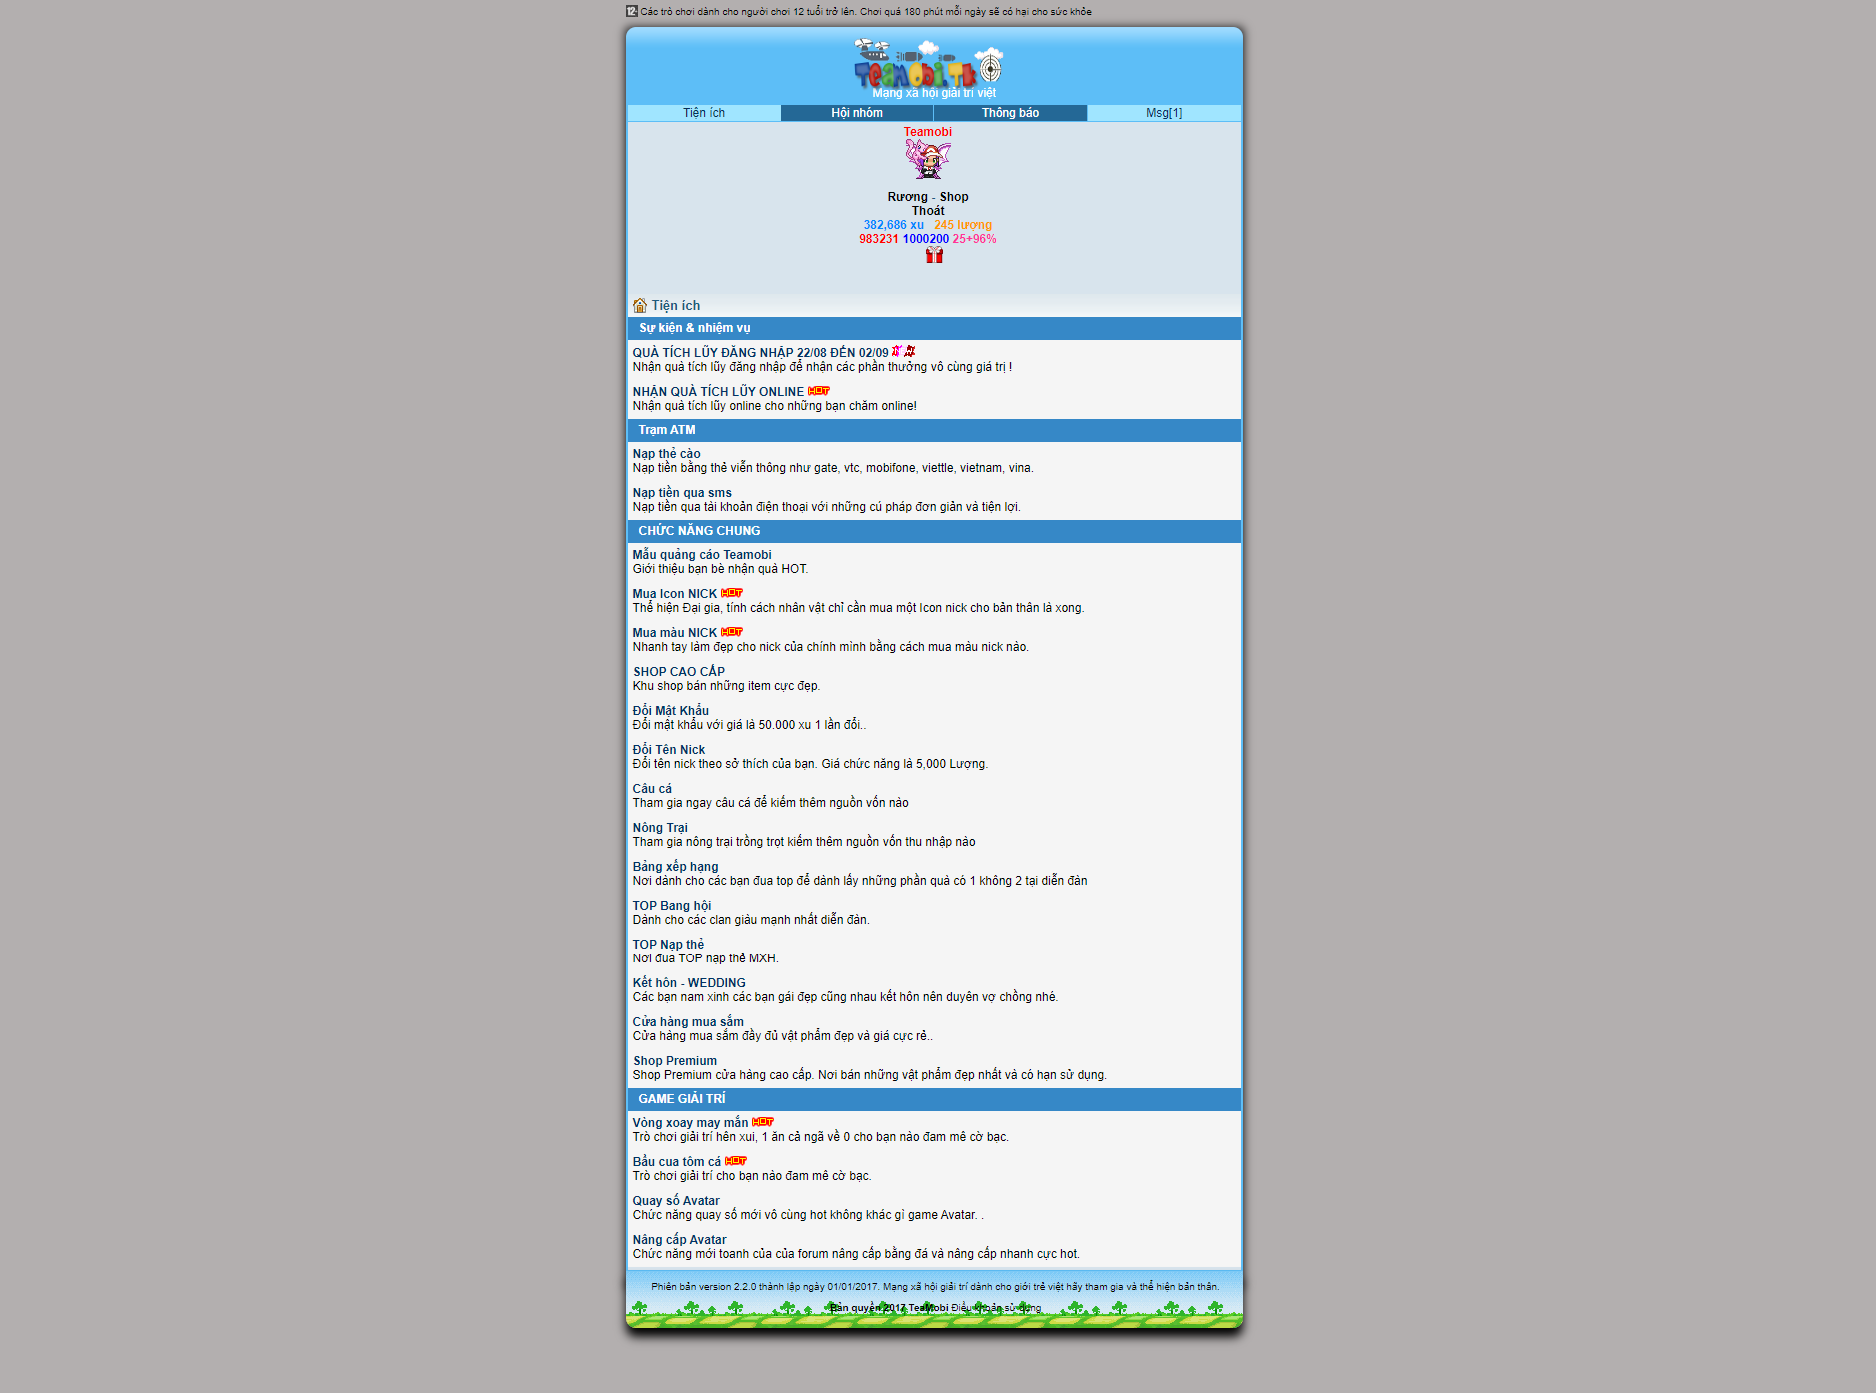 12+ Các trò chơi dành cho người chơi 12 tuổi trở lên. Chơi quá 180 phút mỗi ngày sẽ có hại cho sức khỏe
Teamobi.Tk
Mạng xã hội giải trí việt
Tiện ích Hội nhóm Thông báo Msg[1]
Teamobi
Rương - Shop
Thoát
382,686 xu 245 lượng
983231 1000200 25+96%
Tiện ích
Sự kiện & nhiệm vụ
QUÀ TÍCH LŨY ĐĂNG NHẬP 22/08 ĐẾN 02/09
Nhận quà tích lũy đăng nhập để nhận các phần thưởng vô cùng giá trị !
NHẬN QUÀ TÍCH LŨY ONLINE HOT
Nhận quà tích lũy online cho những bạn chăm online!
Trạm ATM
Nạp thẻ cào
Nạp tiền bằng thẻ viễn thông như gate, vtc, mobifone, viettle, vietnam, vina.
Nạp tiền qua sms
Nạp tiền qua tài khoản điện thoại với những cú pháp đơn giản và tiện lợi.
CHỨC NĂNG CHUNG
Mẫu quảng cáo Teamobi
Giới thiệu bạn bè nhận quà HOT.
Mua Icon NICK HOT
Thể hiện Đại gia, tính cách nhân vật chỉ cần mua một Icon nick cho bản thân là xong.
Mua màu NICK HOT
Nhanh tay làm đẹp cho nick của chính mình bằng cách mua màu nick nào.
SHOP CAO CẤP
Khu shop bán những item cực đẹp.
Đổi Mật Khẩu
Đổi mật khẩu với giá là 50.000 xu 1 lần đổi..
Đổi Tên Nick
Đổi tên nick theo sở thích của bạn. Giá chức năng là 5,000 Lượng.
Câu cá
Tham gia ngay câu cá để kiếm thêm nguồn vốn nào
Nông Trại
Tham gia nông trại trồng trọt kiếm thêm nguồn vốn thu nhập nào
Bảng xếp hạng
Nơi dành cho các bạn đua top để dành lấy những phần quà có 1 không 2 tại diễn đàn
TOP Bang hội
Dành cho các clan giàu mạnh nhất diễn đàn.
TOP Nạp thẻ
Nơi đua TOP nạp thẻ MXH.
Kết hôn - WEDDING
Các bạn nam xinh các bạn gái đẹp cũng nhau kết hôn nên duyên vợ chồng nhé.
Cửa hàng mua sắm
Cửa hàng mua sắm đầy đủ vật phẩm đẹp và giá cực rẻ..
Shop Premium
Shop Premium cửa hàng cao cấp. Nơi bán những vật phẩm đẹp nhất và có hạn sử dụng.
GAME GIẢI TRÍ
Vòng xoay may mắn HOT
Trò chơi giải trí hên xui, 1 ăn cả ngã về 0 cho bạn nào đam mê cờ bạc.
Bầu cua tôm cá HOT
Trò chơi giải trí cho bạn nào đam mê cờ bạc.
Quay số Avatar
Chức năng quay số mới vô cùng hot không khác gì game Avatar. .
Nâng cấp Avatar
Chức năng mới toanh của của forum nâng cấp bằng đá và nâng cấp nhanh cực hot.
Phiên bản version 2.2.0 thành lập ngày 01/01/2017. Mạng xã hội giải trí dành cho giới trẻ việt hãy tham gia và thể hiện bản thân.
Bản quyền 2017 TeaMobi Điều khoản sử dụng